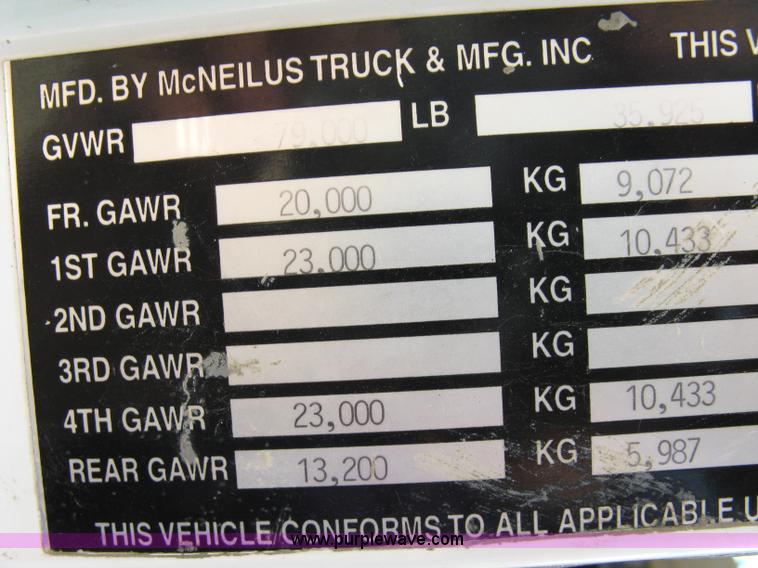 MFD. BY McNEILUS TRUCK & MFG. INC THIS
GVWR 79,000 LB 35,925
FR. GAWR 20,000 KG 9,072
1ST GAWR 23,000 KG 10,433
2ND GAWR KG
3RD GAWR KG
4TH GAWR 23,000 KG 10,433
REAR GAWR 13,200 KG 5,987
THIS VEHICLE CONFORMS TO ALL APPLICABLE U
www.purplewave.com